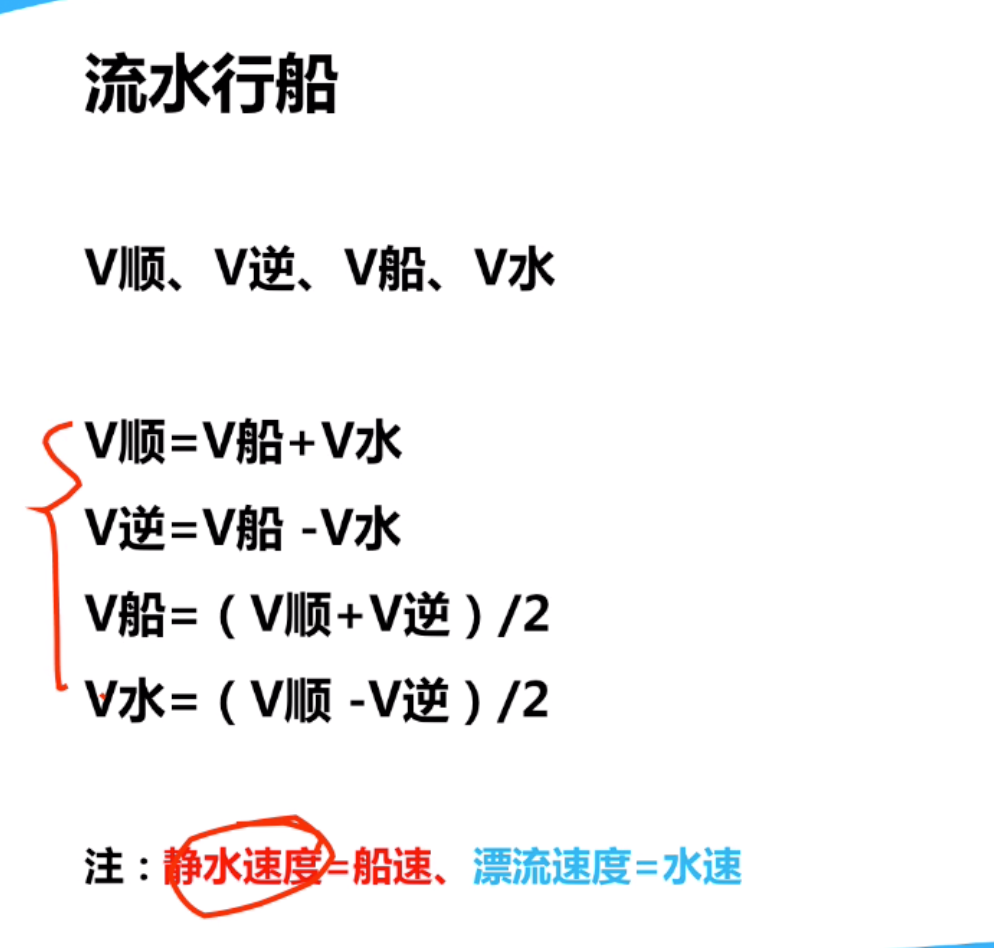 流水行船
V顺、V逆、V船、V水
V顺=V船+V水
V逆=V船 -V水
V船=（V顺+V逆）/2
V水=（V顺 -V逆）/2
注：静水速度=船速、漂流速度=水速